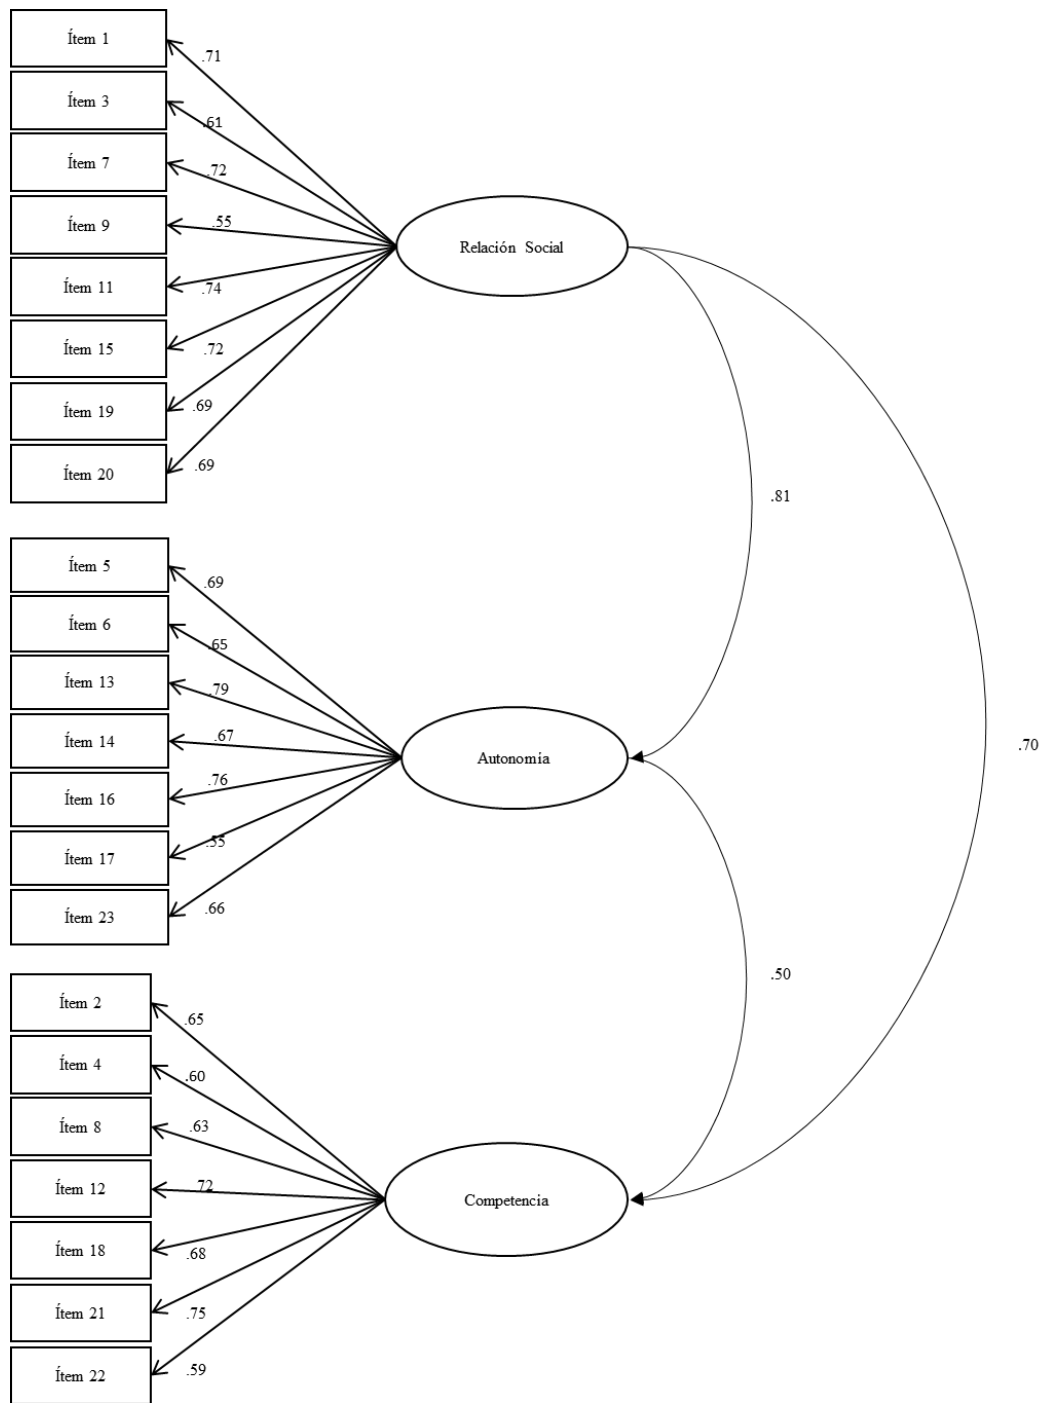 Ítem 1
.71
Ítem 3
.61
Ítem 7
.72
Ítem 9
.55
Relación Social
Ítem 11
.74
Ítem 15
.72
Ítem 19
.69
Ítem 20
.69
.81
Ítem 5
.69
Ítem 6
.65
Ítem 13
.79
Ítem 14
.67
.70
Autonomía
Ítem 16
.76
Ítem 17
.55
Ítem 23
.66
.50
Ítem 2
.65
Ítem 4
.60
Ítem 8
.63
Ítem 12
.72
Competencia
Ítem 18
.68
Ítem 21
.75
Ítem 22
.59